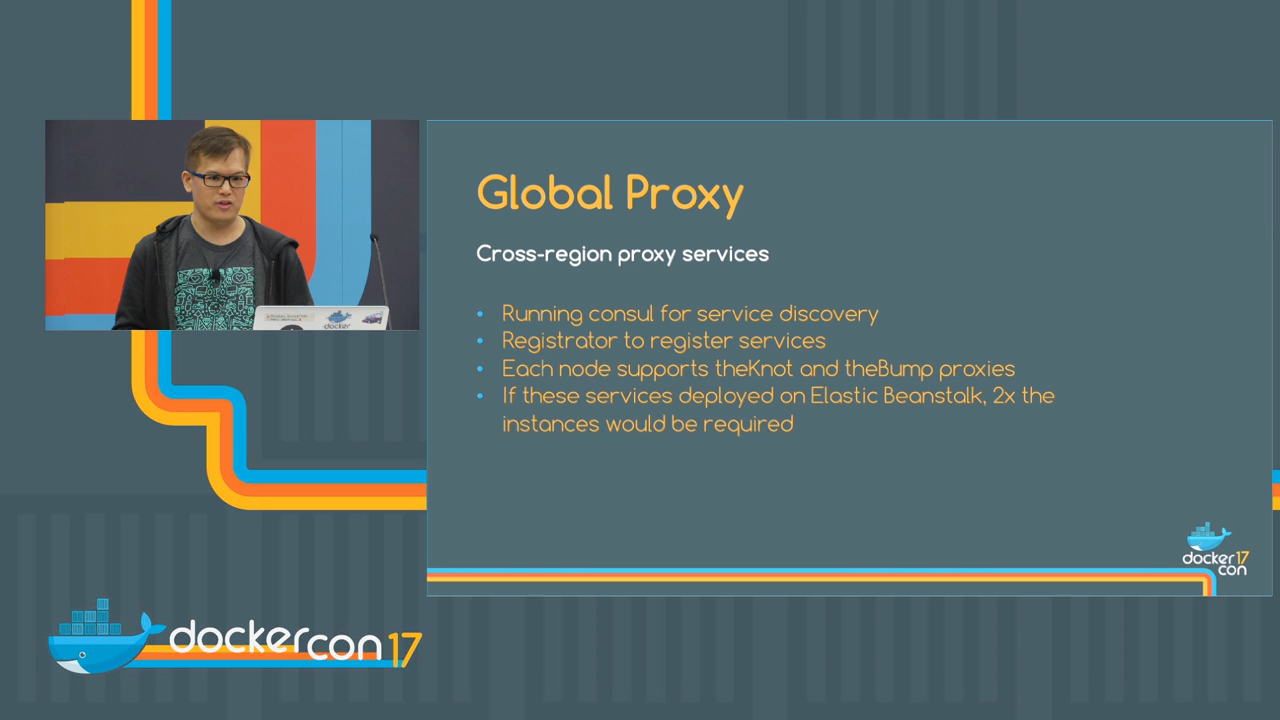 Global Proxy
Cross-region proxy services
• Running consul for service discovery
• Registrator to register services
• Each node supports theKnot and theBump proxies
• If these services deployed on Elastic Beanstalk, 2x the
instances would be required
docker
docker 17
con
dockercon 17